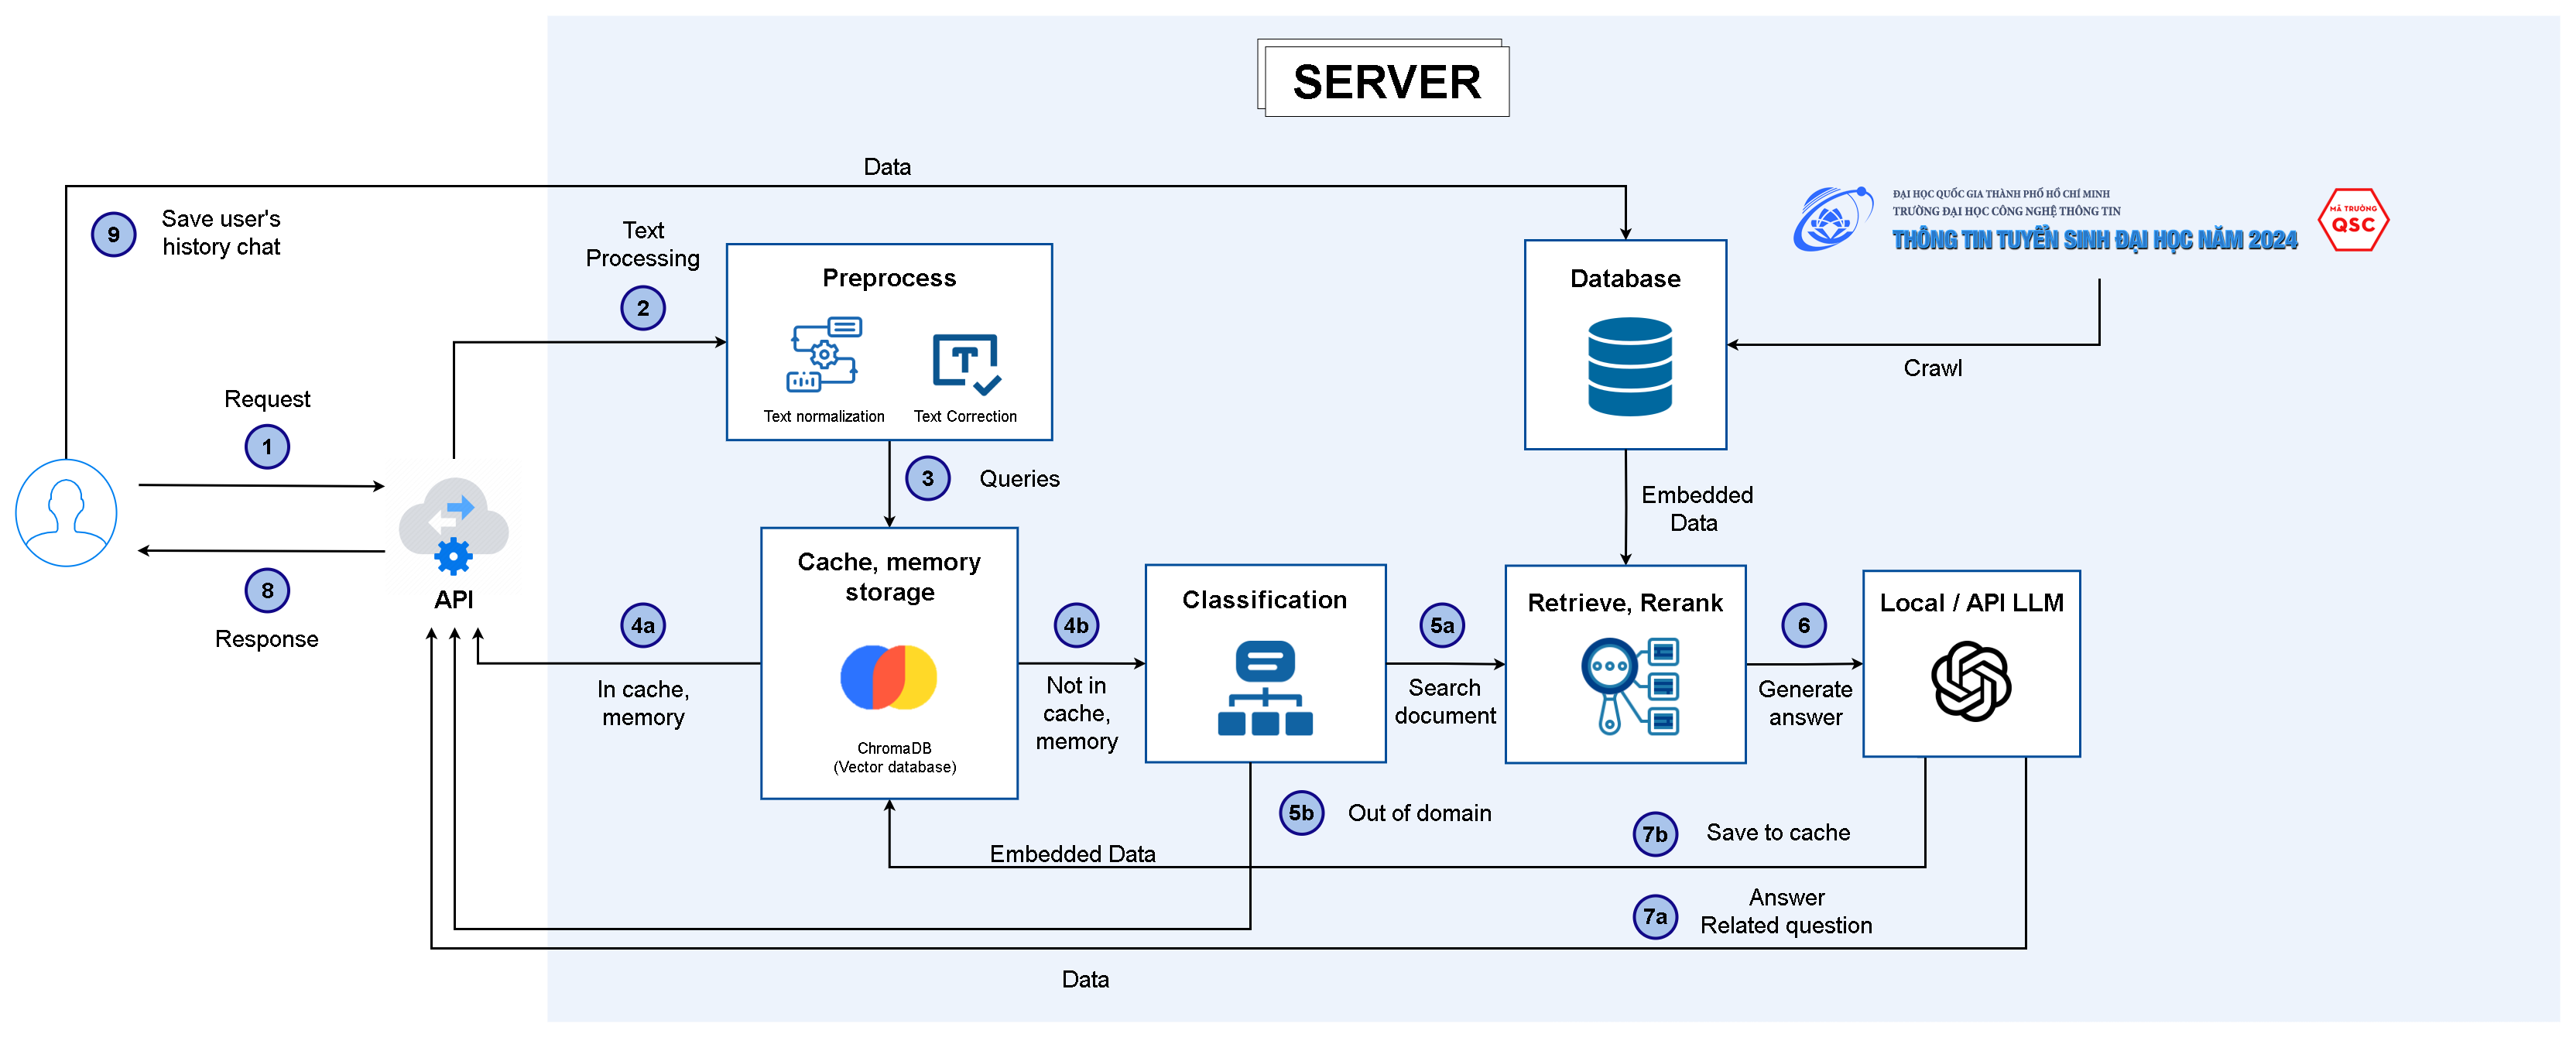 SERVER
Data
9
Save user's
history chat
Text
Processing
2
Preprocess
Text normalization
Text Correction
Database
ĐẠI HỌC QUỐC GIA THÀNH PHỐ HỒ CHÍ MINH
TRƯỜNG ĐẠI HỌC CÔNG NGHỆ THÔNG TIN
THÔNG TIN TUYỂN SINH ĐẠI HỌC NĂM 2024
MÃ TRƯỜNG
QSC
Crawl
Request
1
3
Queries
Embedded
Data
8
Response
API
4a
In cache,
memory
Cache, memory
storage
ChromaDB
(Vector database)
4b
Not in
cache,
memory
Classification
5a
Search
document
Retrieve, Rerank
6
Generate
answer
Local / API LLM
5b
Out of domain
7b
Save to cache
Embedded Data
7a
Answer
Related question
Data